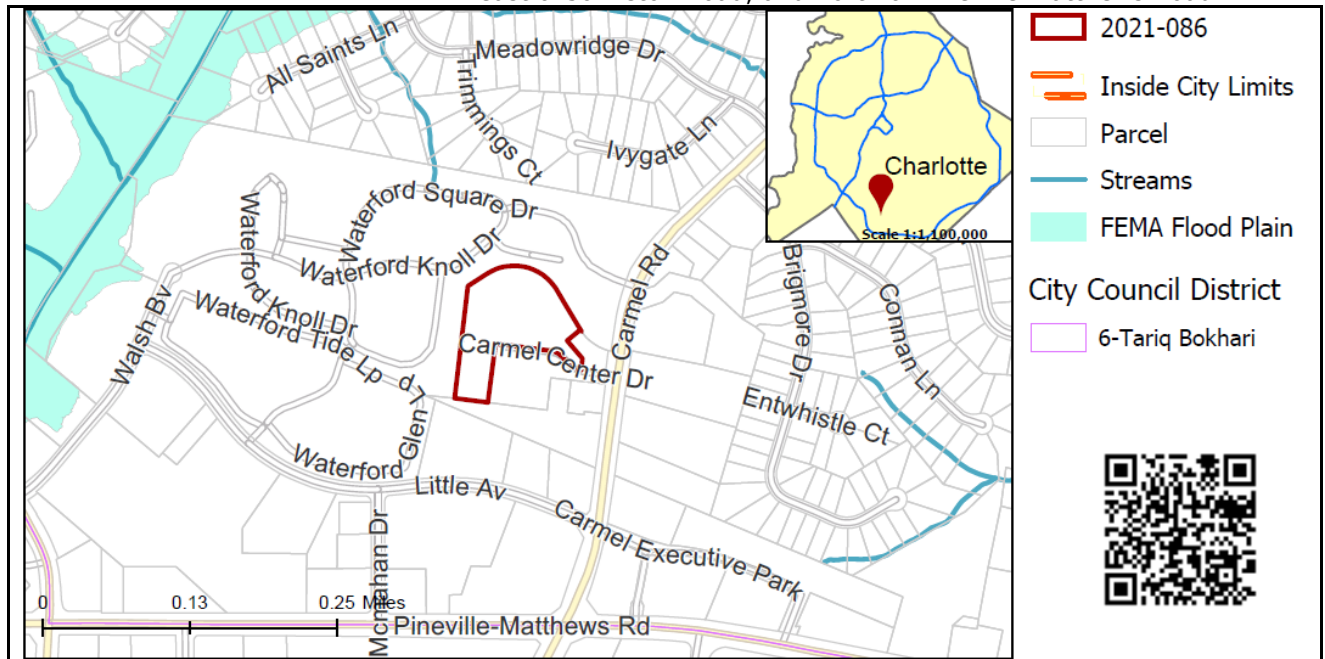 All Saints Ln
Meadowridge Dr
Trimmings Ct
Ivygate Ln
Waterford Square Dr
Waterford Knoll Dr
Waterford Knoll Dr
Waterford Tide Lp
Walsh Bv
Carmel Rd
Carmel Center Dr
Brigmore Dr
Connan Ln
Entwhistle Ct
Waterford Glen Lp
Little Av
Carmel Executive Park
Mcmahan Dr
Pineville-Matthews Rd
0 0.13 0.25 Miles
Charlotte
Scale 1:1,100,000
2021-086
Inside City Limits
Parcel
Streams
FEMA Flood Plain
City Council District
6-Tariq Bokhari